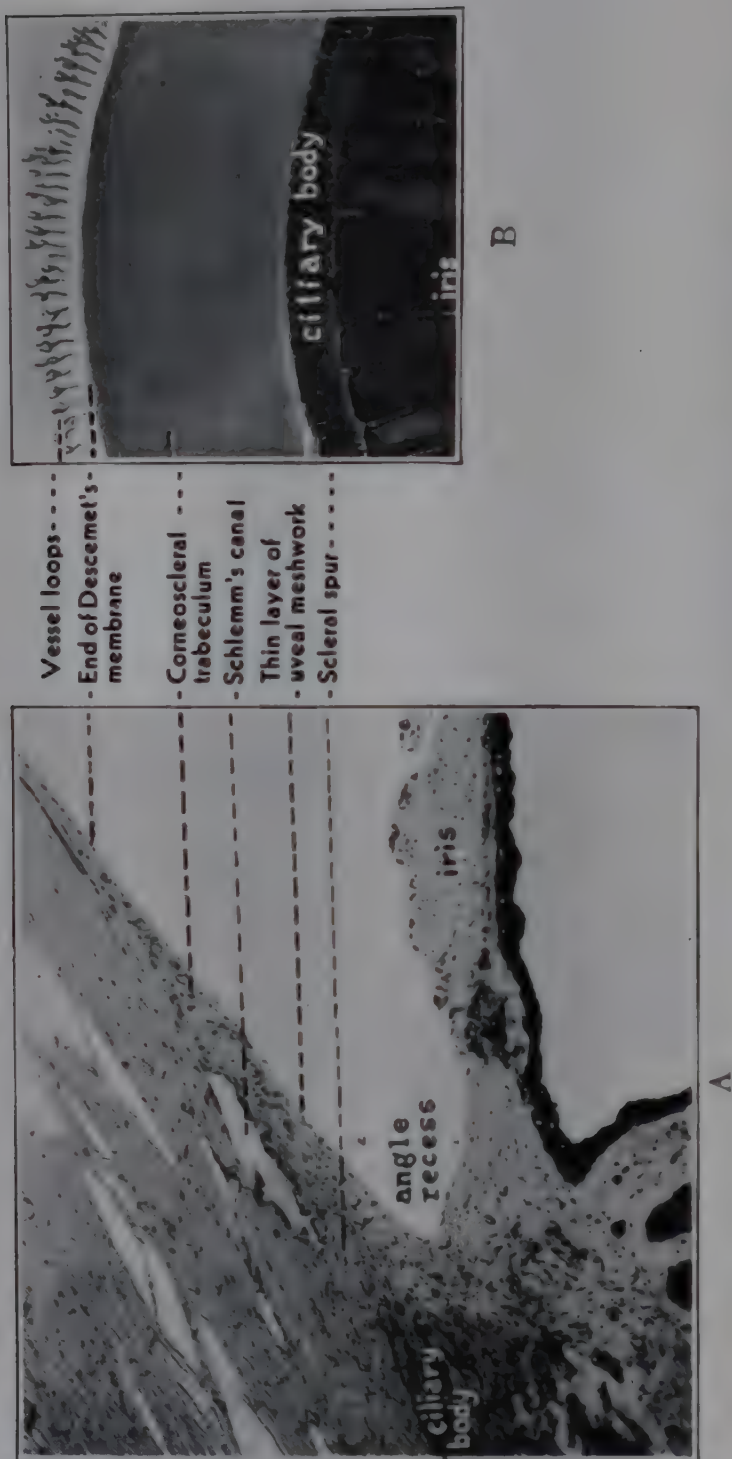 Vessel loops
End of Descemet's
membrane
Corneoscleral
trabeculum
Schlemm's canal
Thin layer of
uveal meshwork
Scleral spur
angle
recess
iris
ciliary
body
A
ciliary body
iris
B